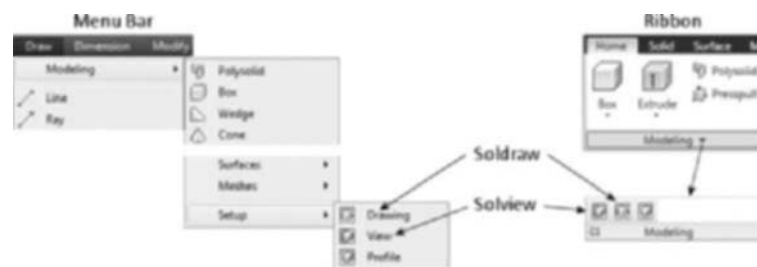 Menu Bar
Draw Dimension Modify
Modeling
Line
Ray
Polysolid
Box
Wedge
Cone
Surfaces
Meshes
Setup
Drawing
View
Profile
Soldraw
Solview
Ribbon
Home Solid Surface M
Box
Extrude
Polysolid
Presspull
Modeling
Modeling